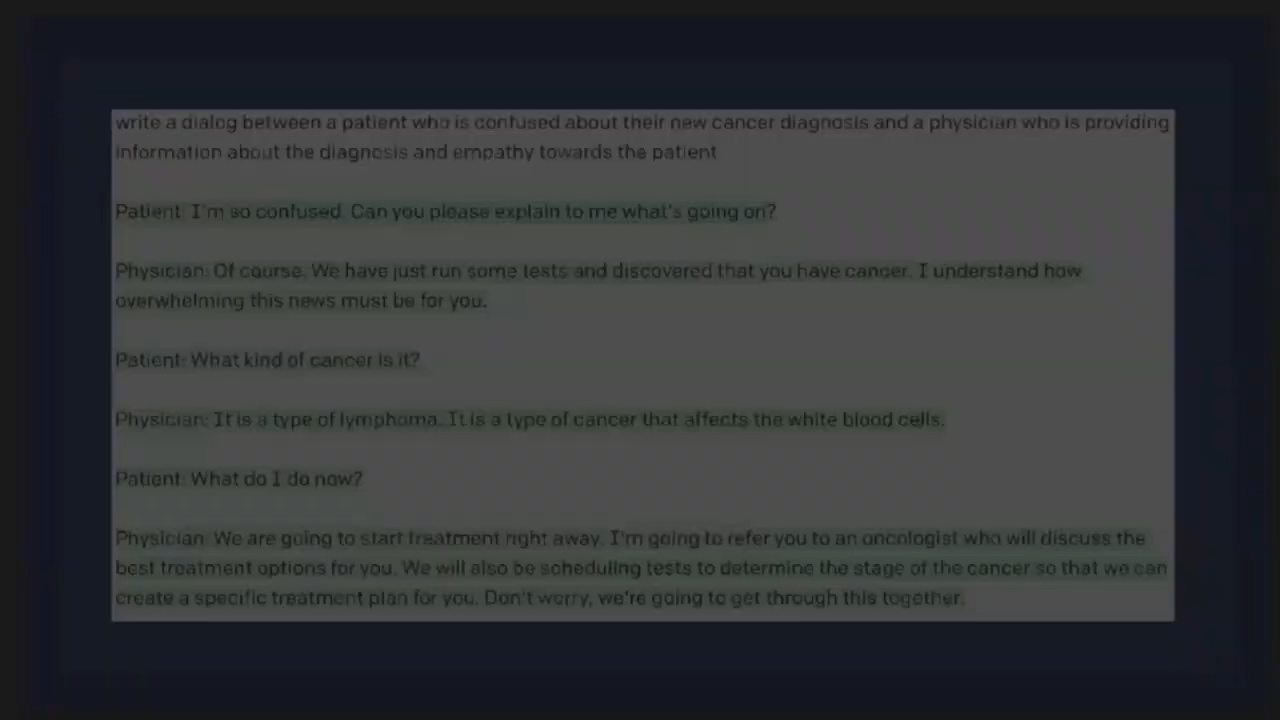 write a dialog between a patient who is confused about their new cancer diagnosis and a physician who is providing
information about the diagnosis and empathy towards the patient
Patient: I'm so confused. Can you please explain to me what's going on?
Physician: Of course. We have just run some tests and discovered that you have cancer. I understand how
overwhelming this news must be for you.
Patient: What kind of cancer is it?
Physician: It is a type of lymphoma. It is a type of cancer that affects the white blood cells.
Patient: What do I do now?
Physician: We are going to start treatment right away. I'm going to refer you to an oncologist who will discuss the
best treatment options for you. We will also be scheduling tests to determine the stage of the cancer so that we can
create a specific treatment plan for you. Don't worry, we're going to get through this together.